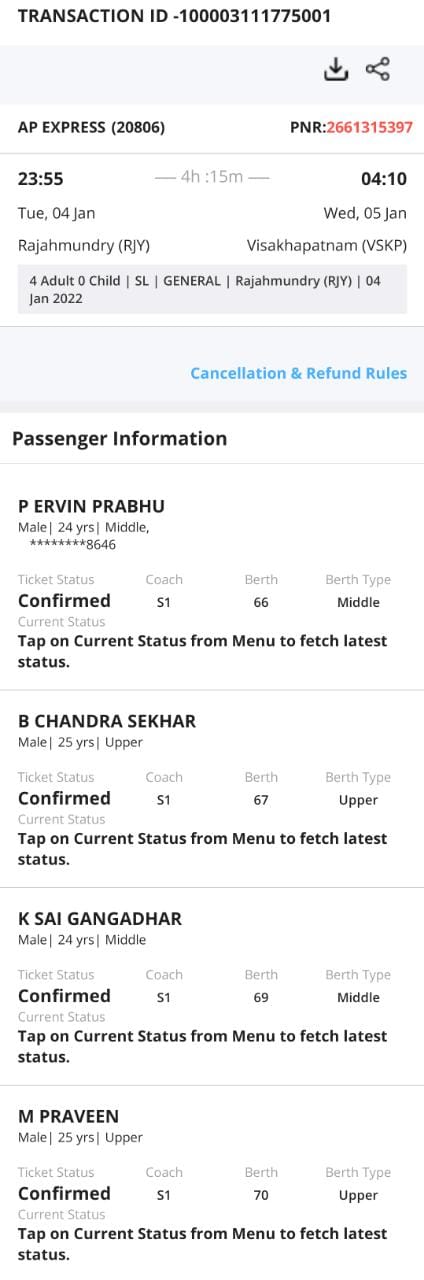 TRANSACTION ID -100003111775001
AP EXPRESS (20806) PNR:2661315397
23:55 4h :15m 04:10
Tue, 04 Jan Wed, 05 Jan
Rajahmundry (RJY) Visakhapatnam (VSKP)
4 Adult 0 Child | SL | GENERAL | Rajahmundry (RJY) | 04
Jan 2022
Cancellation & Refund Rules
Passenger Information
P ERVIN PRABHU
Male| 24 yrs| Middle,
********8646
Ticket Status Coach Berth Berth Type
Confirmed S1 66 Middle
Current Status
Tap on Current Status from Menu to fetch latest
status.
B CHANDRA SEKHAR
Male| 25 yrs| Upper
Ticket Status Coach Berth Berth Type
Confirmed S1 67 Upper
Current Status
Tap on Current Status from Menu to fetch latest
status.
K SAI GANGADHAR
Male| 24 yrs| Middle
Ticket Status Coach Berth Berth Type
Confirmed S1 69 Middle
Current Status
Tap on Current Status from Menu to fetch latest
status.
M PRAVEEN
Male| 25 yrs| Upper
Ticket Status Coach Berth Berth Type
Confirmed S1 70 Upper
Current Status
Tap on Current Status from Menu to fetch latest
status.